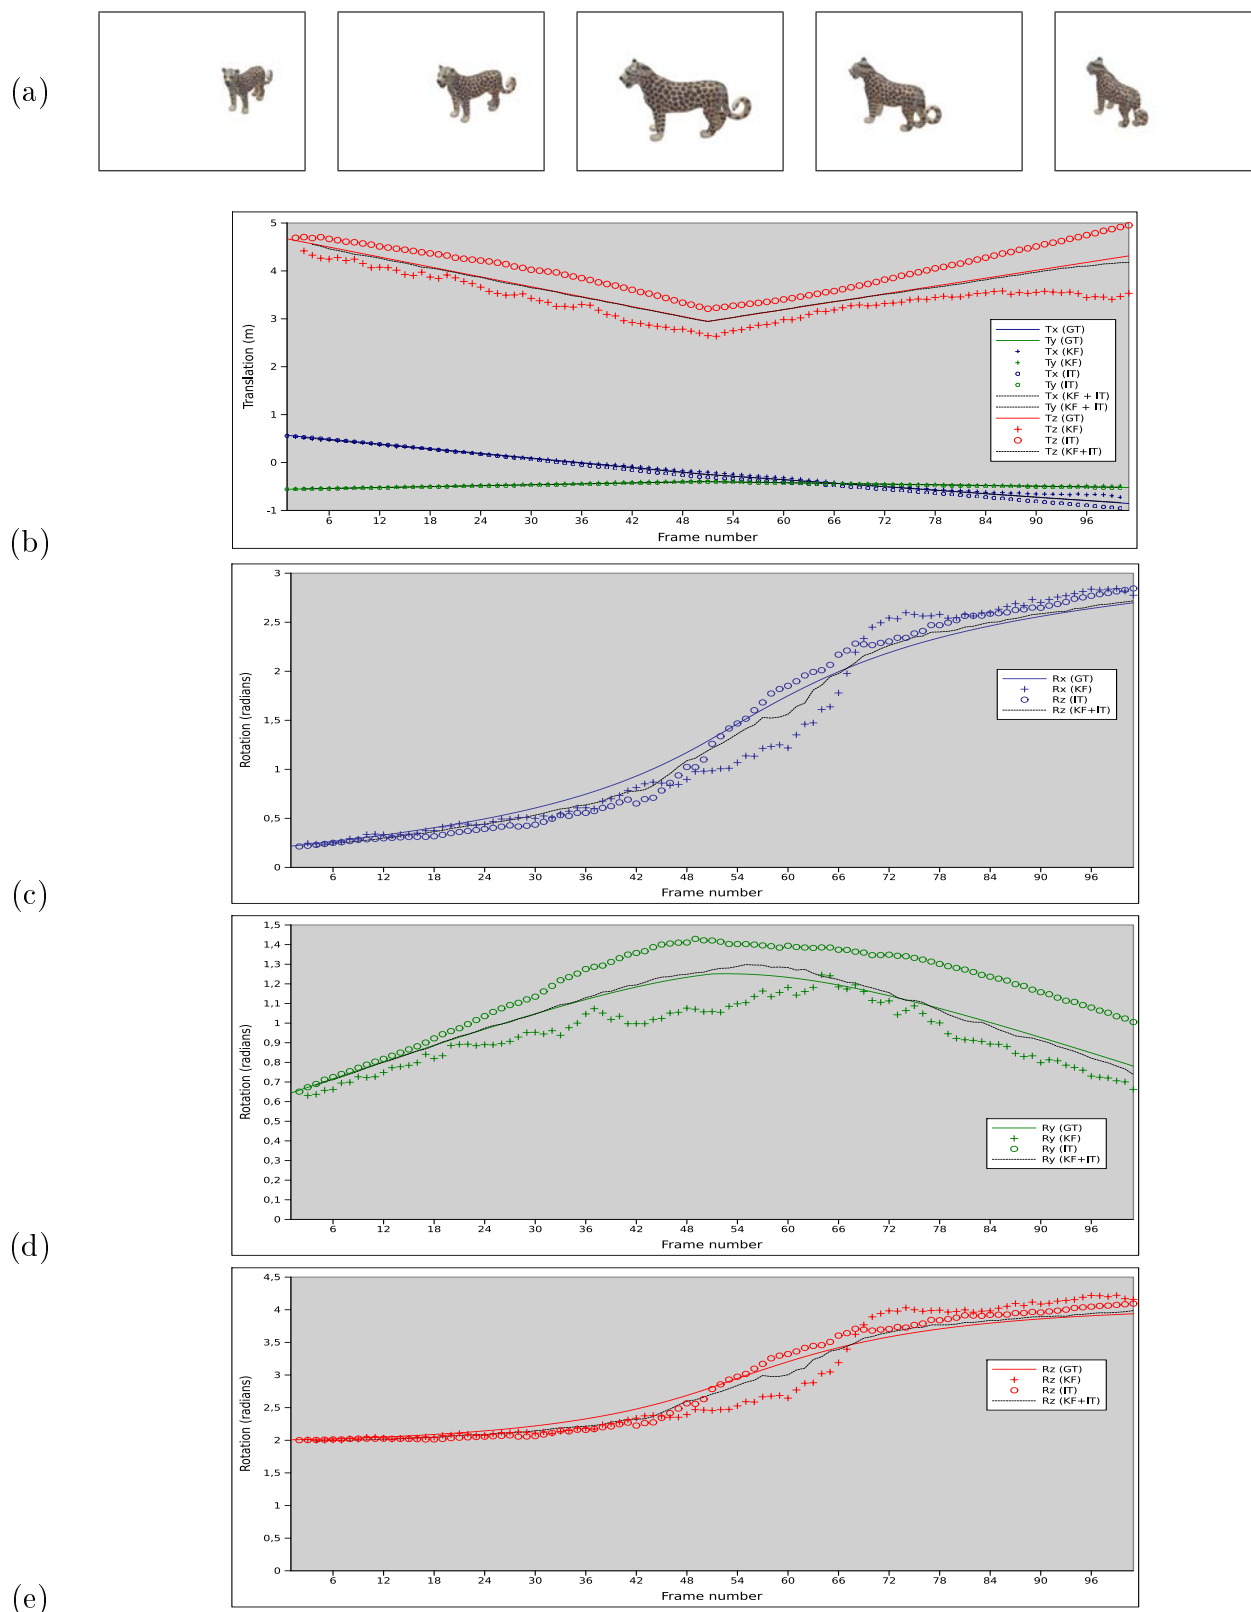 (a)
5
4
3
2
1
0
-1
Translation (m)
Tx (GT)
Ty (GT)
Tx (KF)
Ty (KF)
Tx (IT)
Ty (IT)
Tx (KF + IT)
Ty (KF + IT)
Tz (GT)
Tz (KF)
Tz (IT)
Tz (KF+IT)
6 12 18 24 30 36 42 48 54 60 66 72 78 84 90 96
Frame number
(b)
3
2,5
2
1,5
1
0,5
0
Rotation (radians)
Rx (GT)
Rx (KF)
Rz (IT)
Rz (KF+IT)
6 12 18 24 30 36 42 48 54 60 66 72 78 84 90 96
Frame number
(c)
1,5
1,4
1,3
1,2
1,1
1
0,9
0,8
0,7
0,6
0,5
0,4
0,3
0,2
0,1
0
Rotation (radians)
Ry (GT)
Ry (KF)
Ry (IT)
Ry (KF+IT)
6 12 18 24 30 36 42 48 54 60 66 72 78 84 90 96
Frame number
(d)
4,5
4
3,5
3
2,5
2
1,5
1
0,5
0
Rotation (radians)
Rz (GT)
Rz (KF)
Rz (IT)
Rz (KF+IT)
6 12 18 24 30 36 42 48 54 60 66 72 78 84 90 96
Frame number
(e)